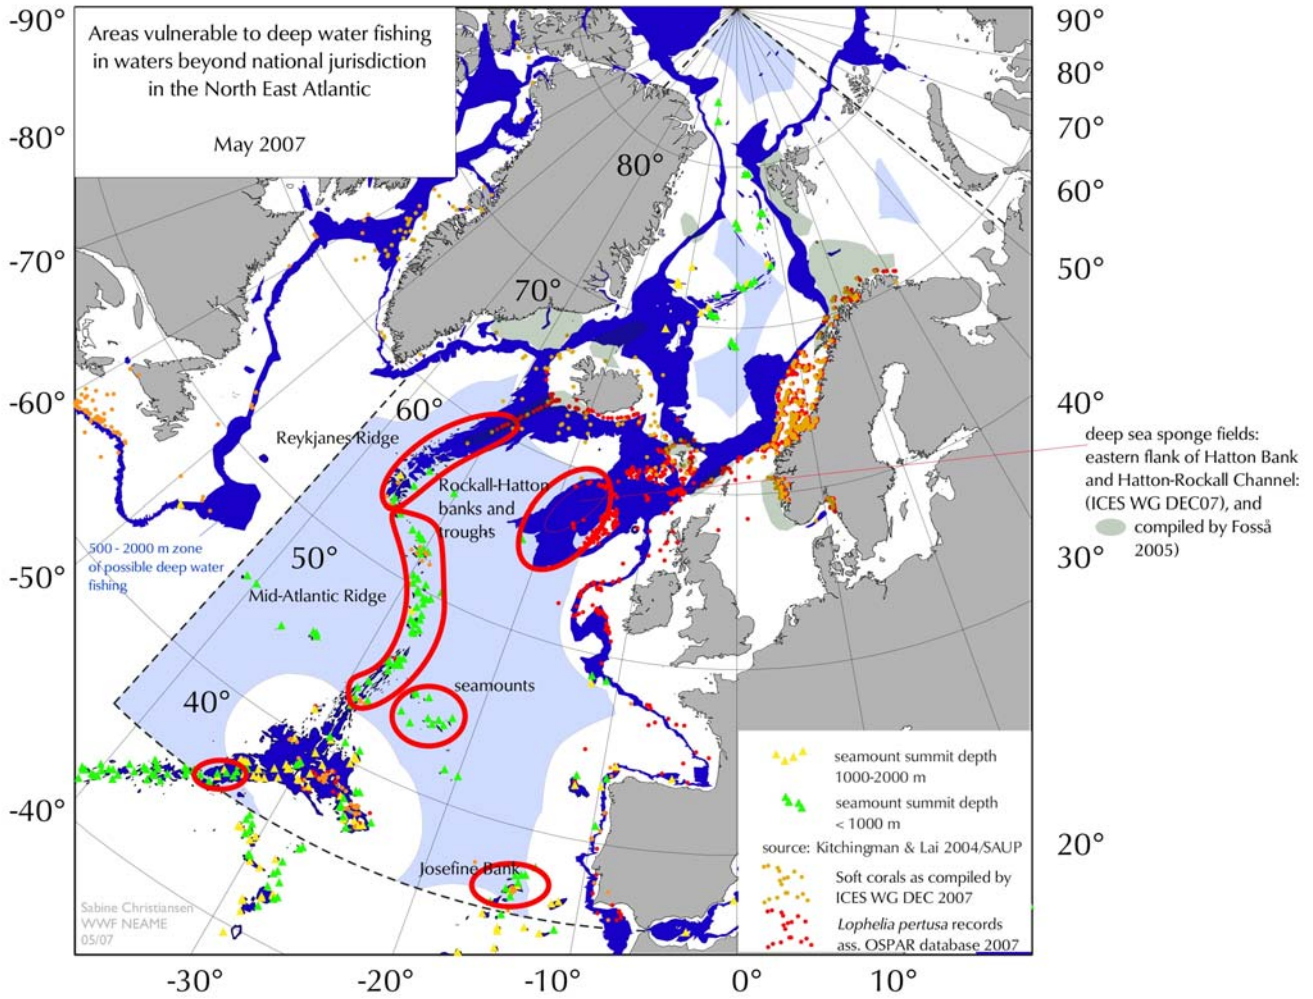 Areas vulnerable to deep water fishing
in waters beyond national jurisdiction
in the North East Atlantic
May 2007
-90°
-80°
-70°
-60°
-50°
-40°
90°
80°
70°
60°
50°
40°
30°
20°
80°
70°
60°
50°
40°
Reykjanes Ridge
Rockall-Hatton
banks and
troughs
500 - 2000 m zone
of possible deep water
fishing
Mid-Atlantic Ridge
seamounts
Josefine Bank
deep sea sponge fields:
eastern flank of Hatton Bank
and Hatton-Rockall Channel:
(ICES WG DEC07), and
compiled by Fosså
2005)
seamount summit depth
1000-2000 m
seamount summit depth
< 1000 m
source: Kitchingman & Lai 2004/SAUP
Soft corals as compiled by
ICES WG DEC 2007
Lophelia pertusa records
ass. OSPAR database 2007
Sabine Christiansen
WWF NEAME
05/07
-30°
-20°
-10°
0°
10°